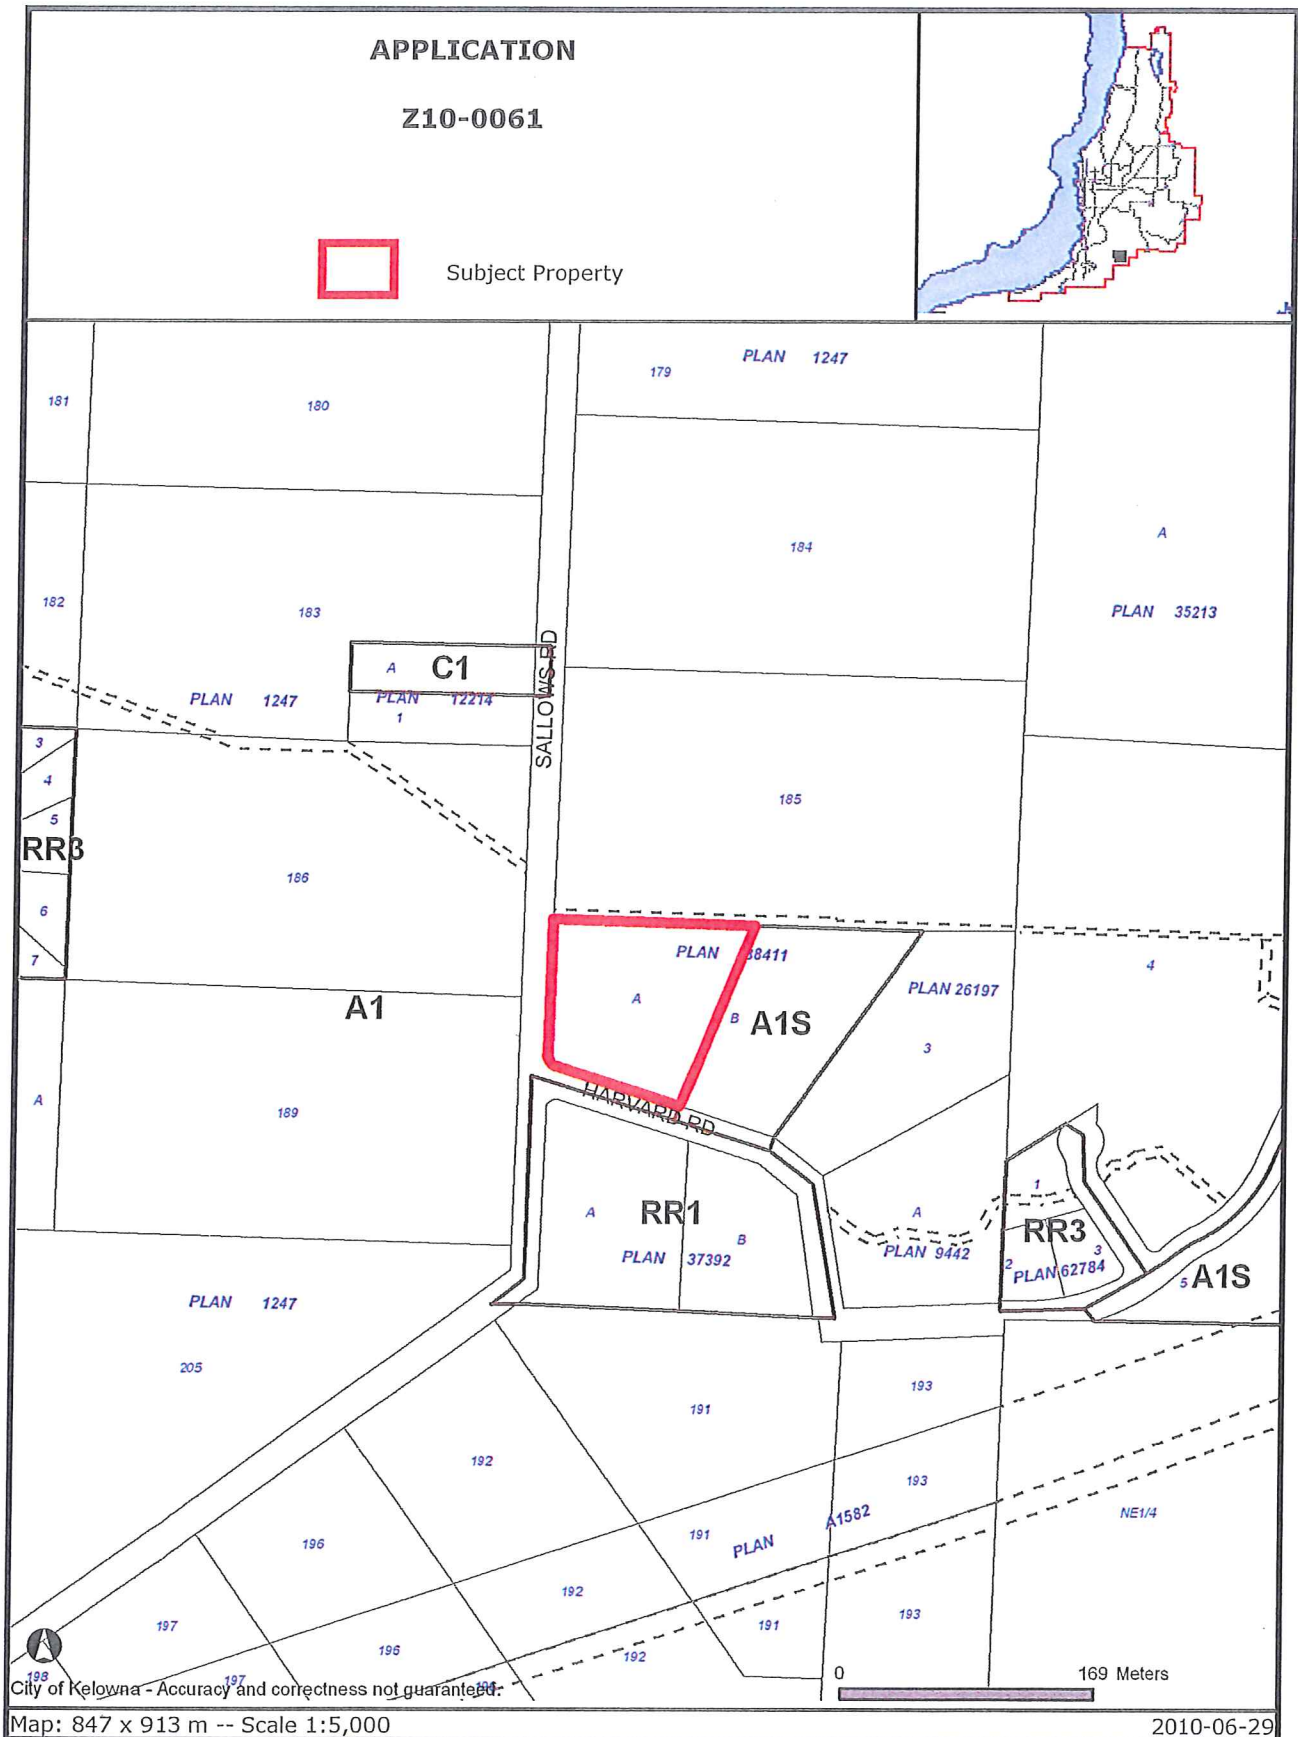 APPLICATION
Z10-0061
Subject Property
PLAN 1247
179
181
180
184
A
182
183
PLAN 35213
A C1
SALLOWS RD
PLAN 1247
PLAN 12214
1
3
4
5
RR3
185
186
6
7
PLAN 38411
4
PLAN 26197
A
A1
B A1S
3
A
189
HARVARD RD
1
A
RR1
A
B
RR3
PLAN 37392
PLAN 9442
3
2
PLAN 62784
5 A1S
PLAN 1247
205
193
191
192
193
A1582
NE1/4
191
PLAN
196
192
193
197
191
196
192
198
197
0
169 Meters
City of Kelowna - Accuracy and correctness not guaranteed.
Map: 847 x 913 m -- Scale 1:5,000
2010-06-29